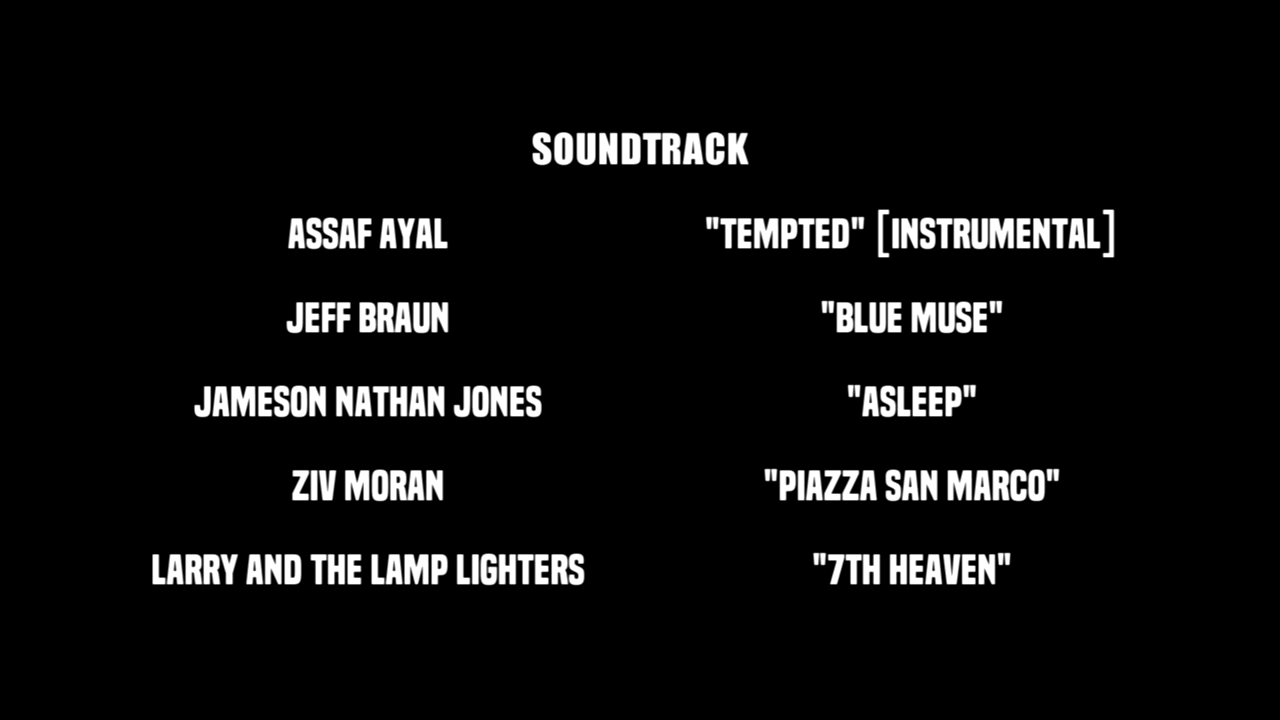 SOUNDTRACK
ASSAF AYAL "TEMPTED" [INSTRUMENTAL]
JEFF BRAUN "BLUE MUSE"
JAMESON NATHAN JONES "ASLEEP"
ZIV MORAN "PIAZZA SAN MARCO"
LARRY AND THE LAMP LIGHTERS "7TH HEAVEN"